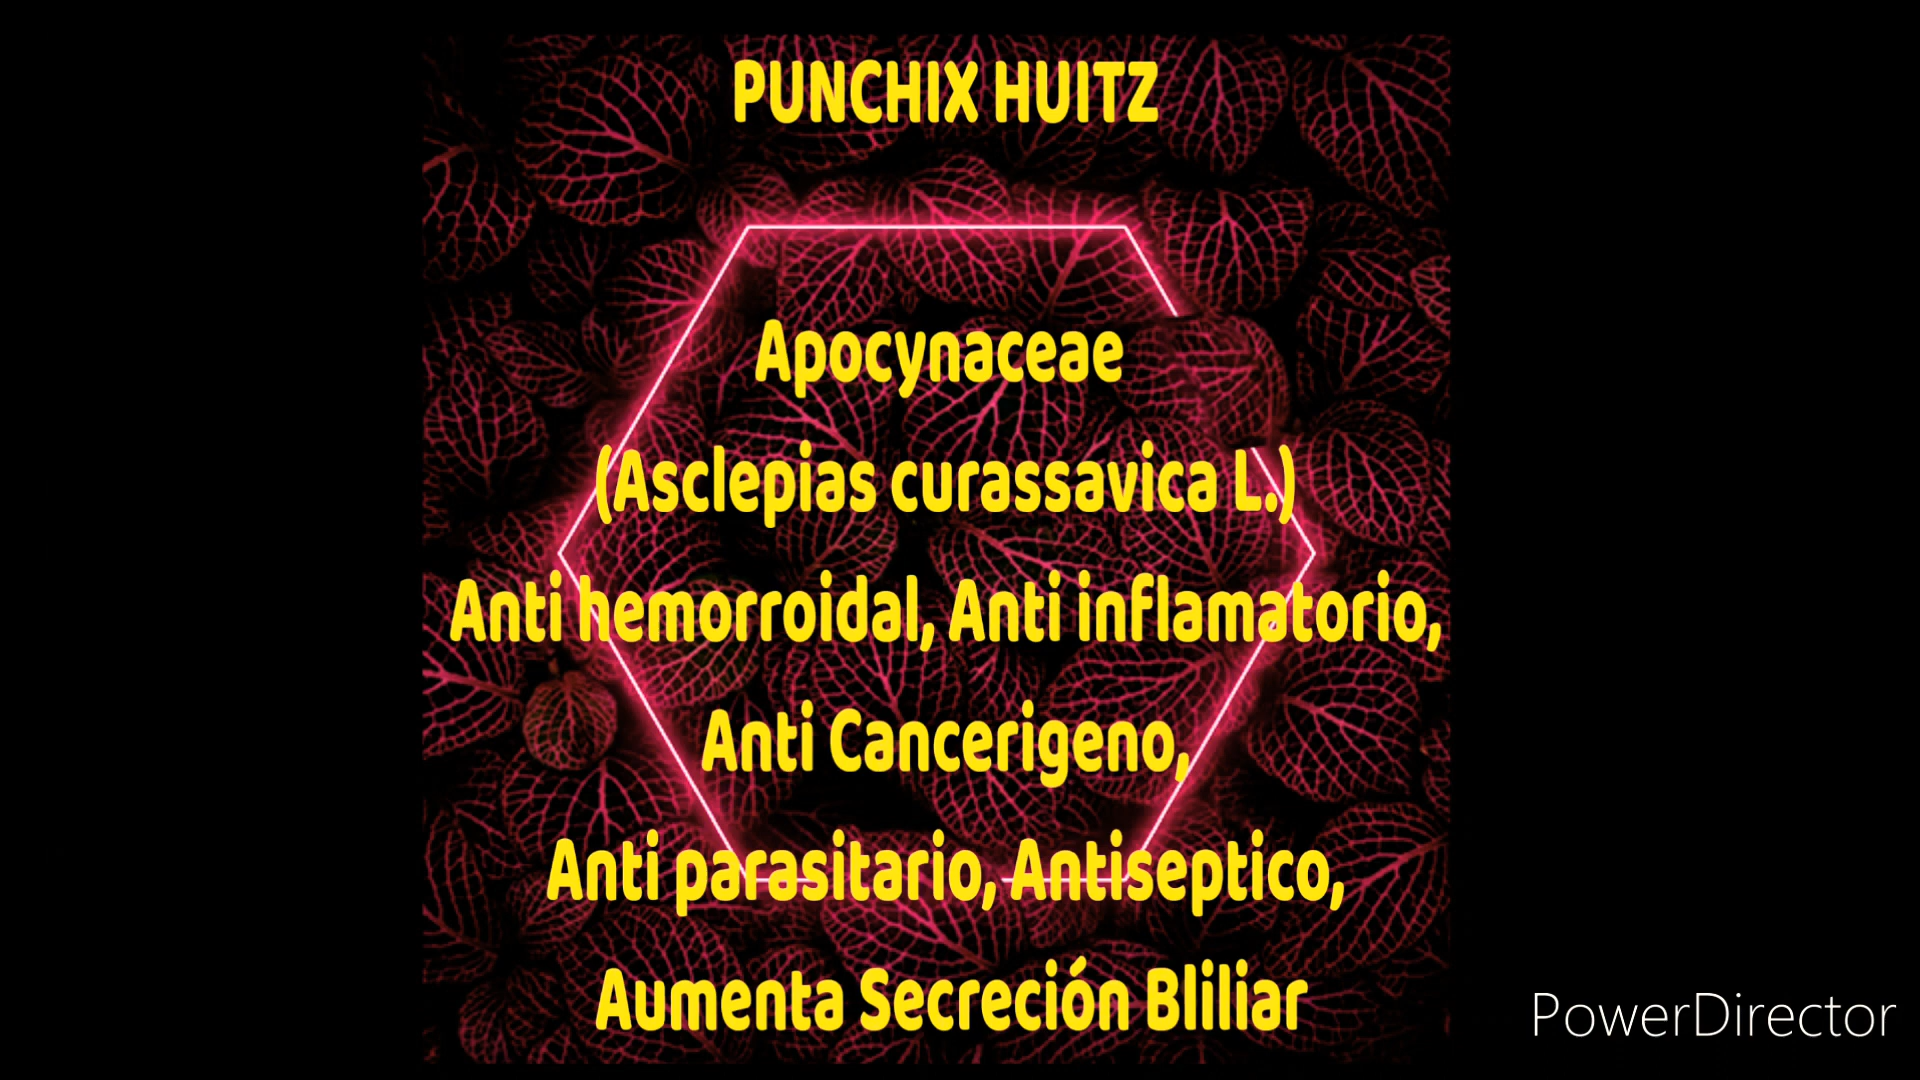 PUNCHIX HUITZ
Apocynaceae
(Asclepias curassavica L.)
Anti hemorroidal, Anti inflamatorio,
Anti Cancerigeno,
Anti parasitario, Antiseptico,
Aumenta Secreción Bliliar
PowerDirector